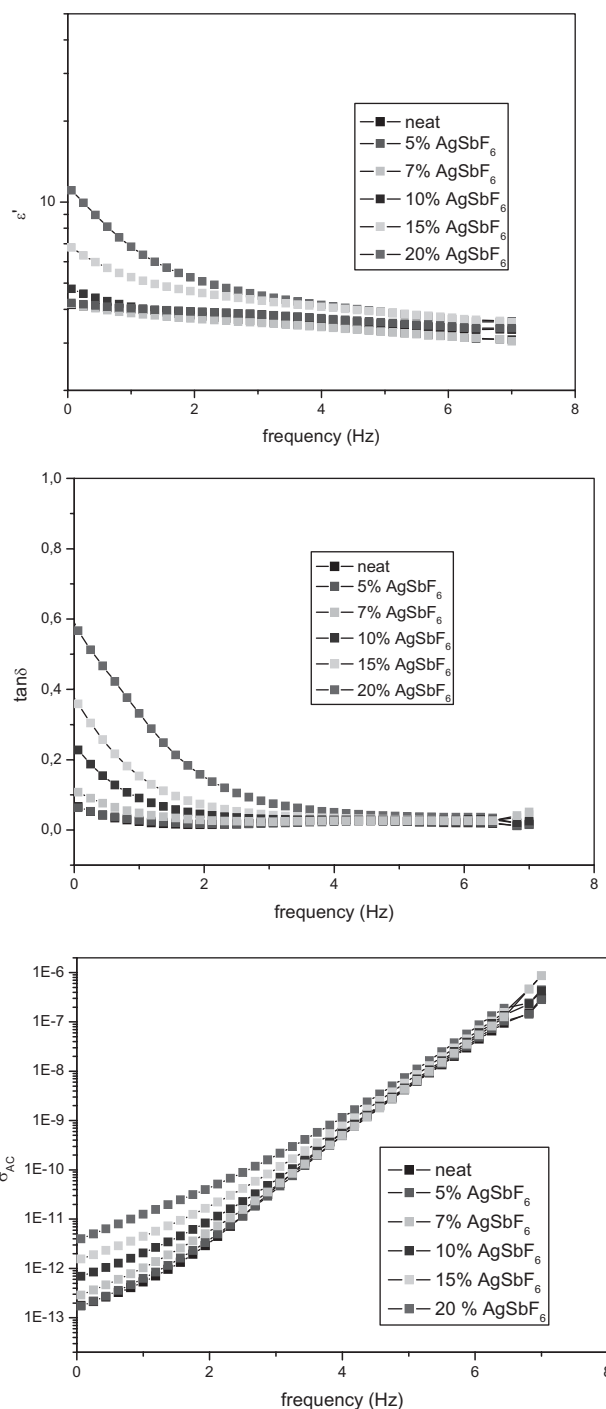 10
ε'
neat
5% AgSbF₆
7% AgSbF₆
10% AgSbF₆
15% AgSbF₆
20% AgSbF₆
0 2 4 6 8
frequency (Hz)
1,0
0,8
0,6
0,4
0,2
0,0
tanδ
neat
5% AgSbF₆
7% AgSbF₆
10% AgSbF₆
15% AgSbF₆
20% AgSbF₆
0 2 4 6 8
frequency (Hz)
1E-6
1E-7
1E-8
1E-9
1E-10
1E-11
1E-12
1E-13
σAC
neat
5% AgSbF₆
7% AgSbF₆
10% AgSbF₆
15% AgSbF₆
20 % AgSbF₆
0 2 4 6 8
frequency (Hz)